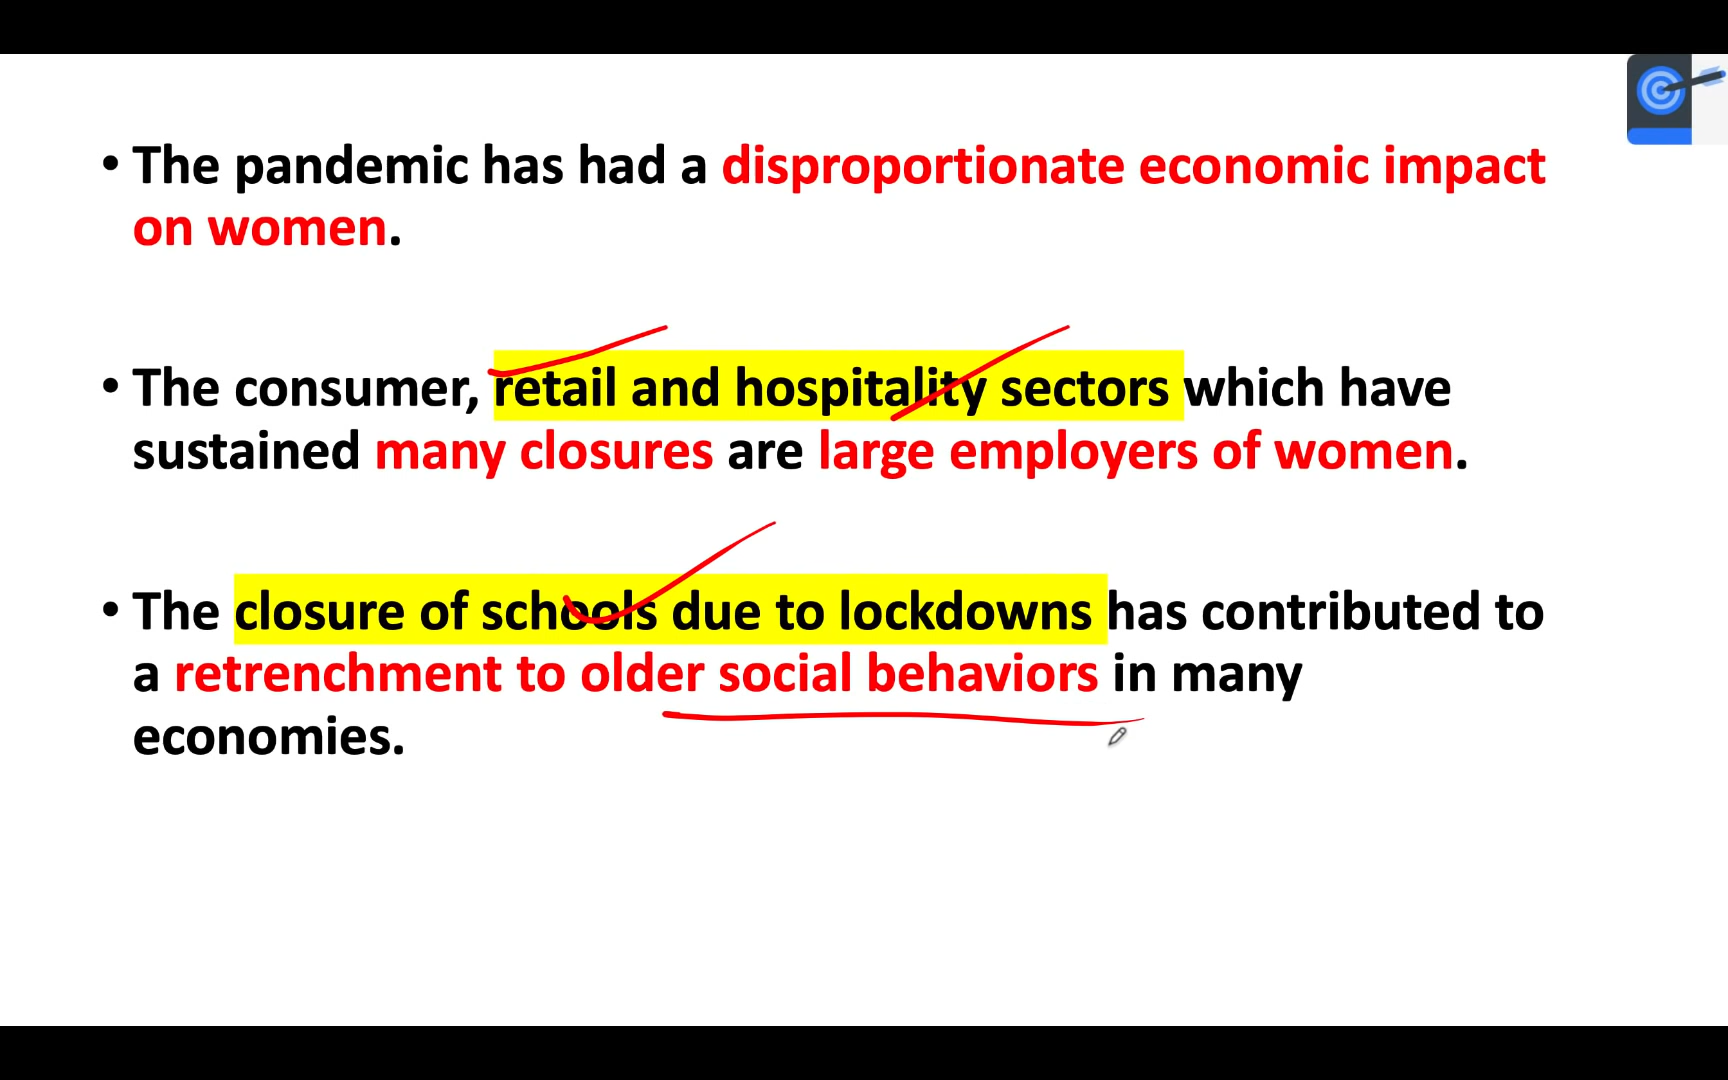 • The pandemic has had a disproportionate economic impact
on women.
• The consumer, retail and hospitality sectors which have
sustained many closures are large employers of women.
• The closure of schools due to lockdowns has contributed to
a retrenchment to older social behaviors in many
economies.